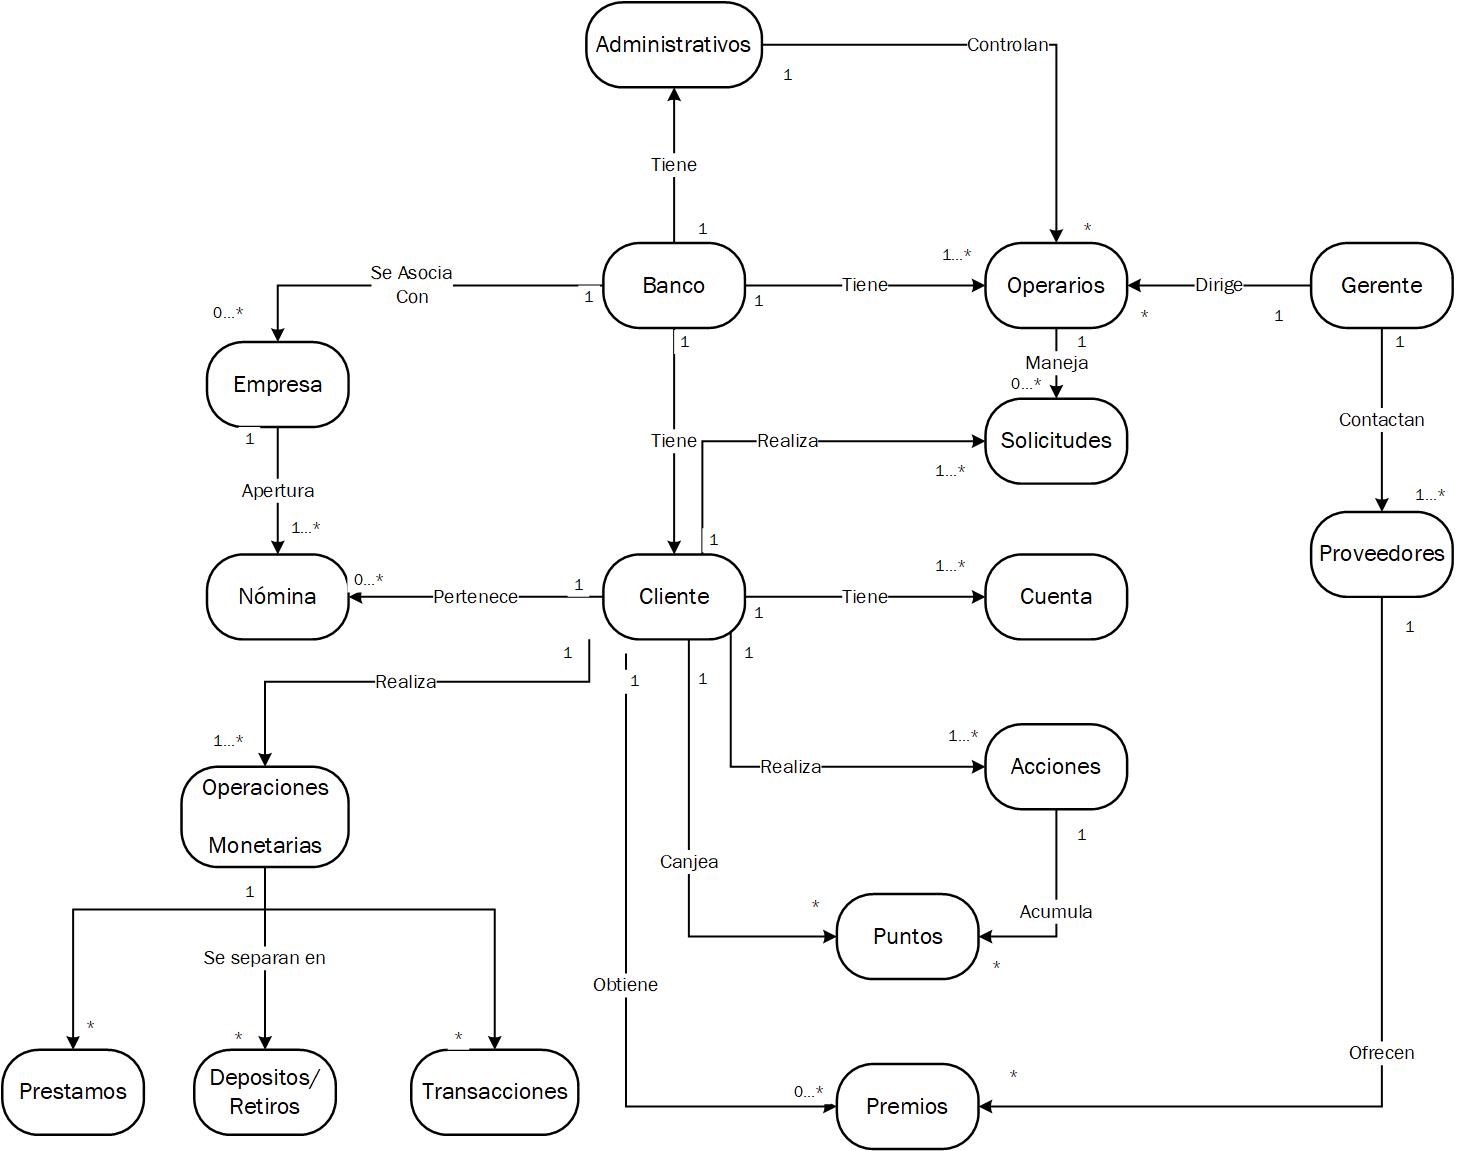 Administrativos
Controlan
1
Tiene
1
*
Se Asocia
Con
Banco
1...*
Tiene
Operarios
Dirige
Gerente
1
1
0...*
*
1
1
1
1
Maneja
Empresa
0...*
1
Contactan
Tiene
Realiza
Solicitudes
1...*
Apertura
1...*
1...*
1
Proveedores
0...*
1
1...*
Nómina
Pertenece
Cliente
Tiene
Cuenta
1
1
1
1
1
1
1
Realiza
1...*
1...*
Realiza
Acciones
Operaciones
Monetarias
1
Canjea
1
*
Acumula
Puntos
Se separan en
*
Obtiene
*
*
*
Ofrecen
*
Prestamos
Depositos/
Retiros
Transacciones
0...*
Premios